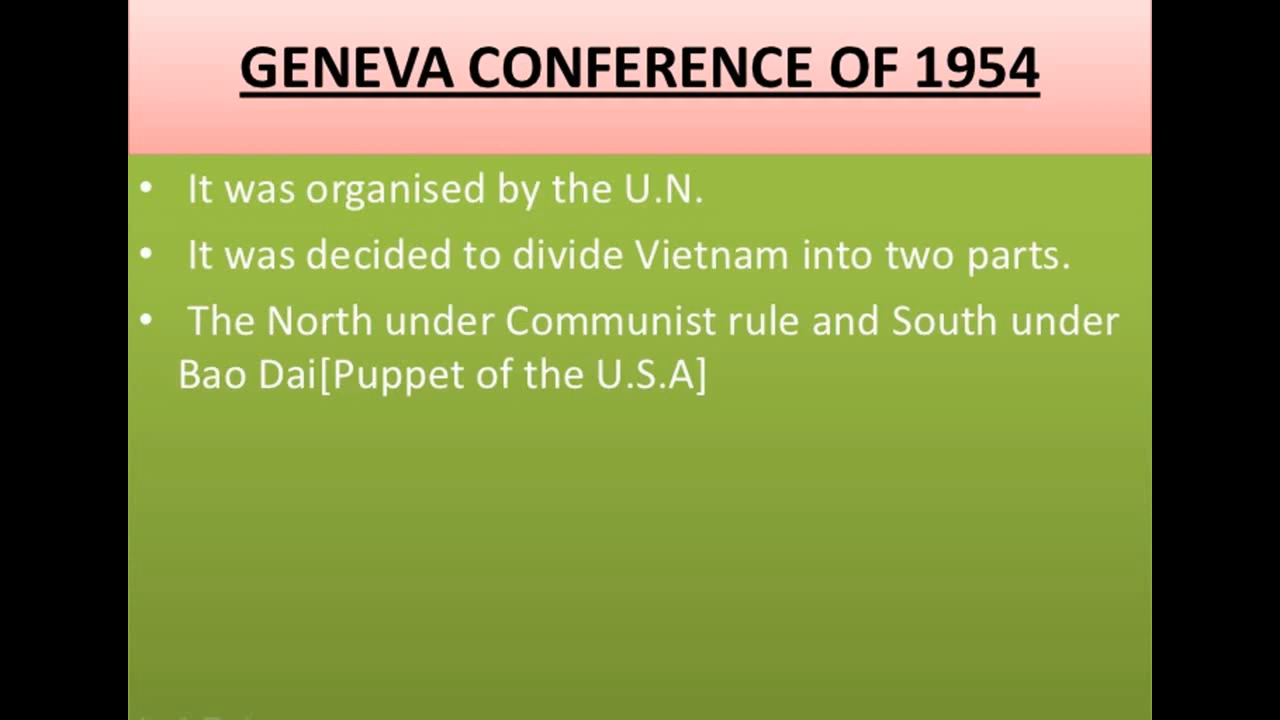 GENEVA CONFERENCE OF 1954
• It was organised by the U.N.
• It was decided to divide Vietnam into two parts.
• The North under Communist rule and South under
Bao Dai[Puppet of the U.S.A]